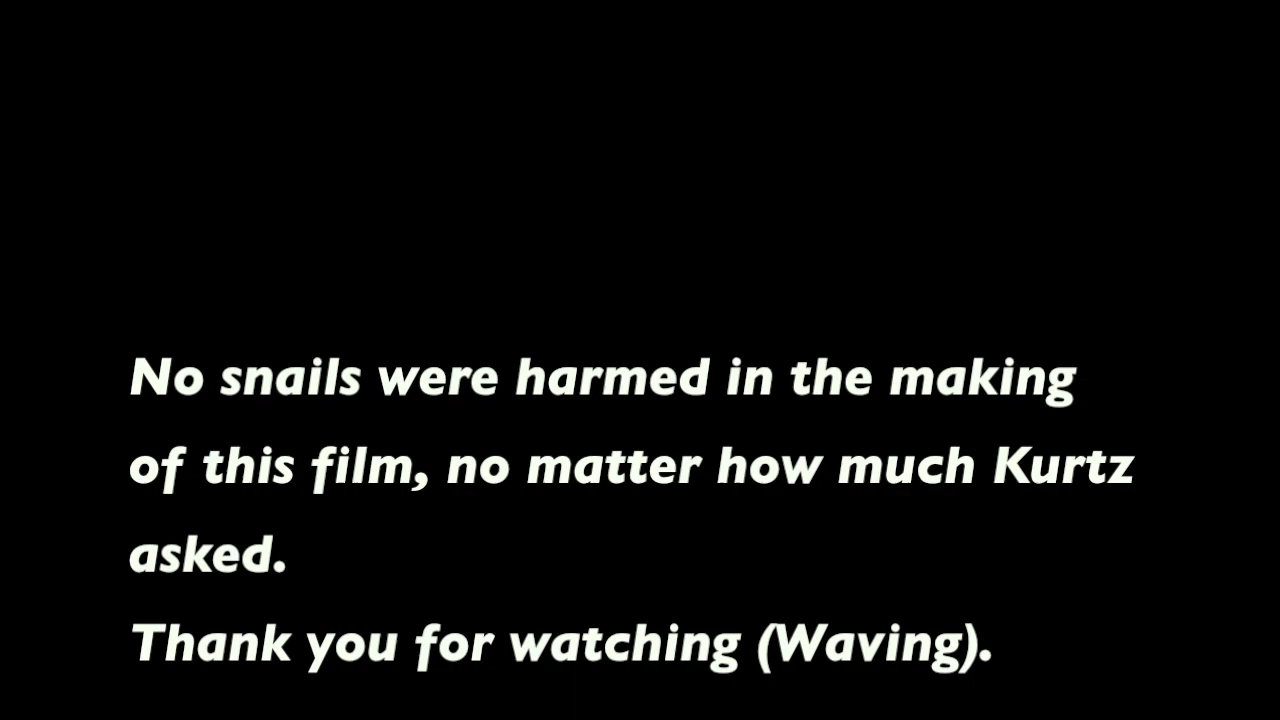 No snails were harmed in the making
of this film, no matter how much Kurtz
asked.
Thank you for watching (Waving).